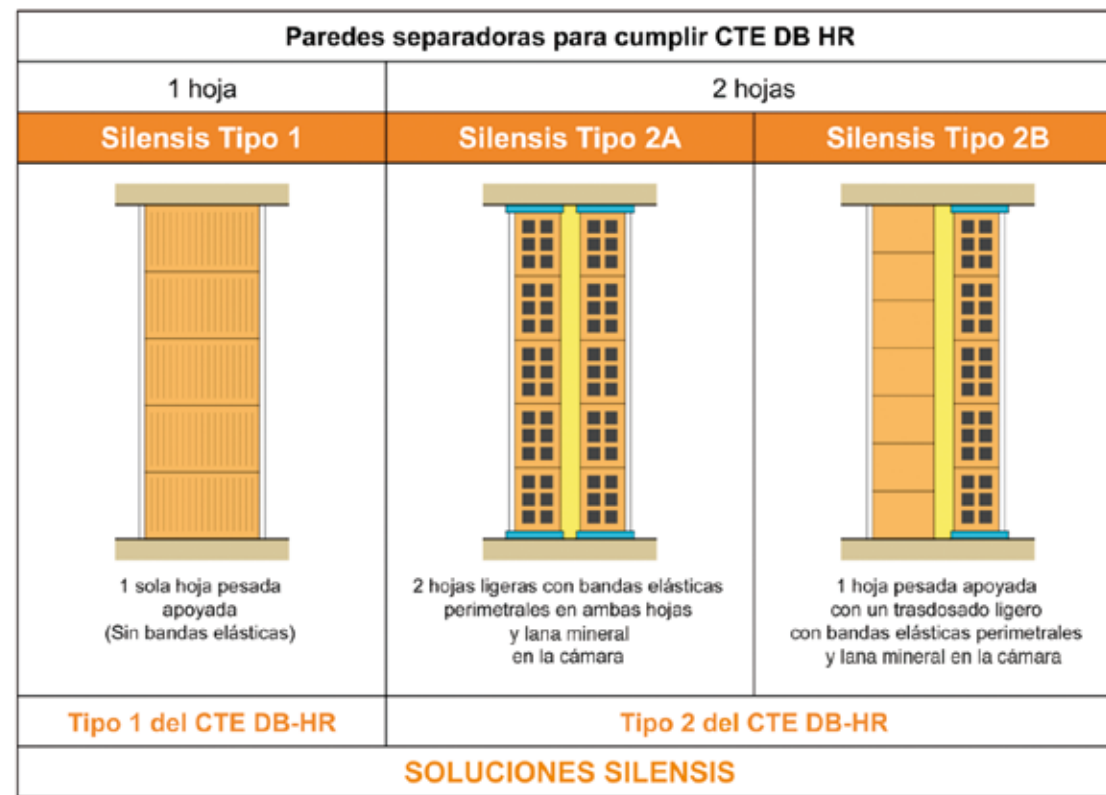 Paredes separadoras para cumplir CTE DB HR
1 hoja
2 hojas
Silensis Tipo 1
Silensis Tipo 2A
Silensis Tipo 2B
1 sola hoja pesada
apoyada
(Sin bandas elásticas)
2 hojas ligeras con bandas elásticas
perimetrales en ambas hojas
y lana mineral
en la cámara
1 hoja pesada apoyada
con un trasdosado ligero
con bandas elásticas perimetrales
y lana mineral en la cámara
Tipo 1 del CTE DB-HR
Tipo 2 del CTE DB-HR
SOLUCIONES SILENSIS